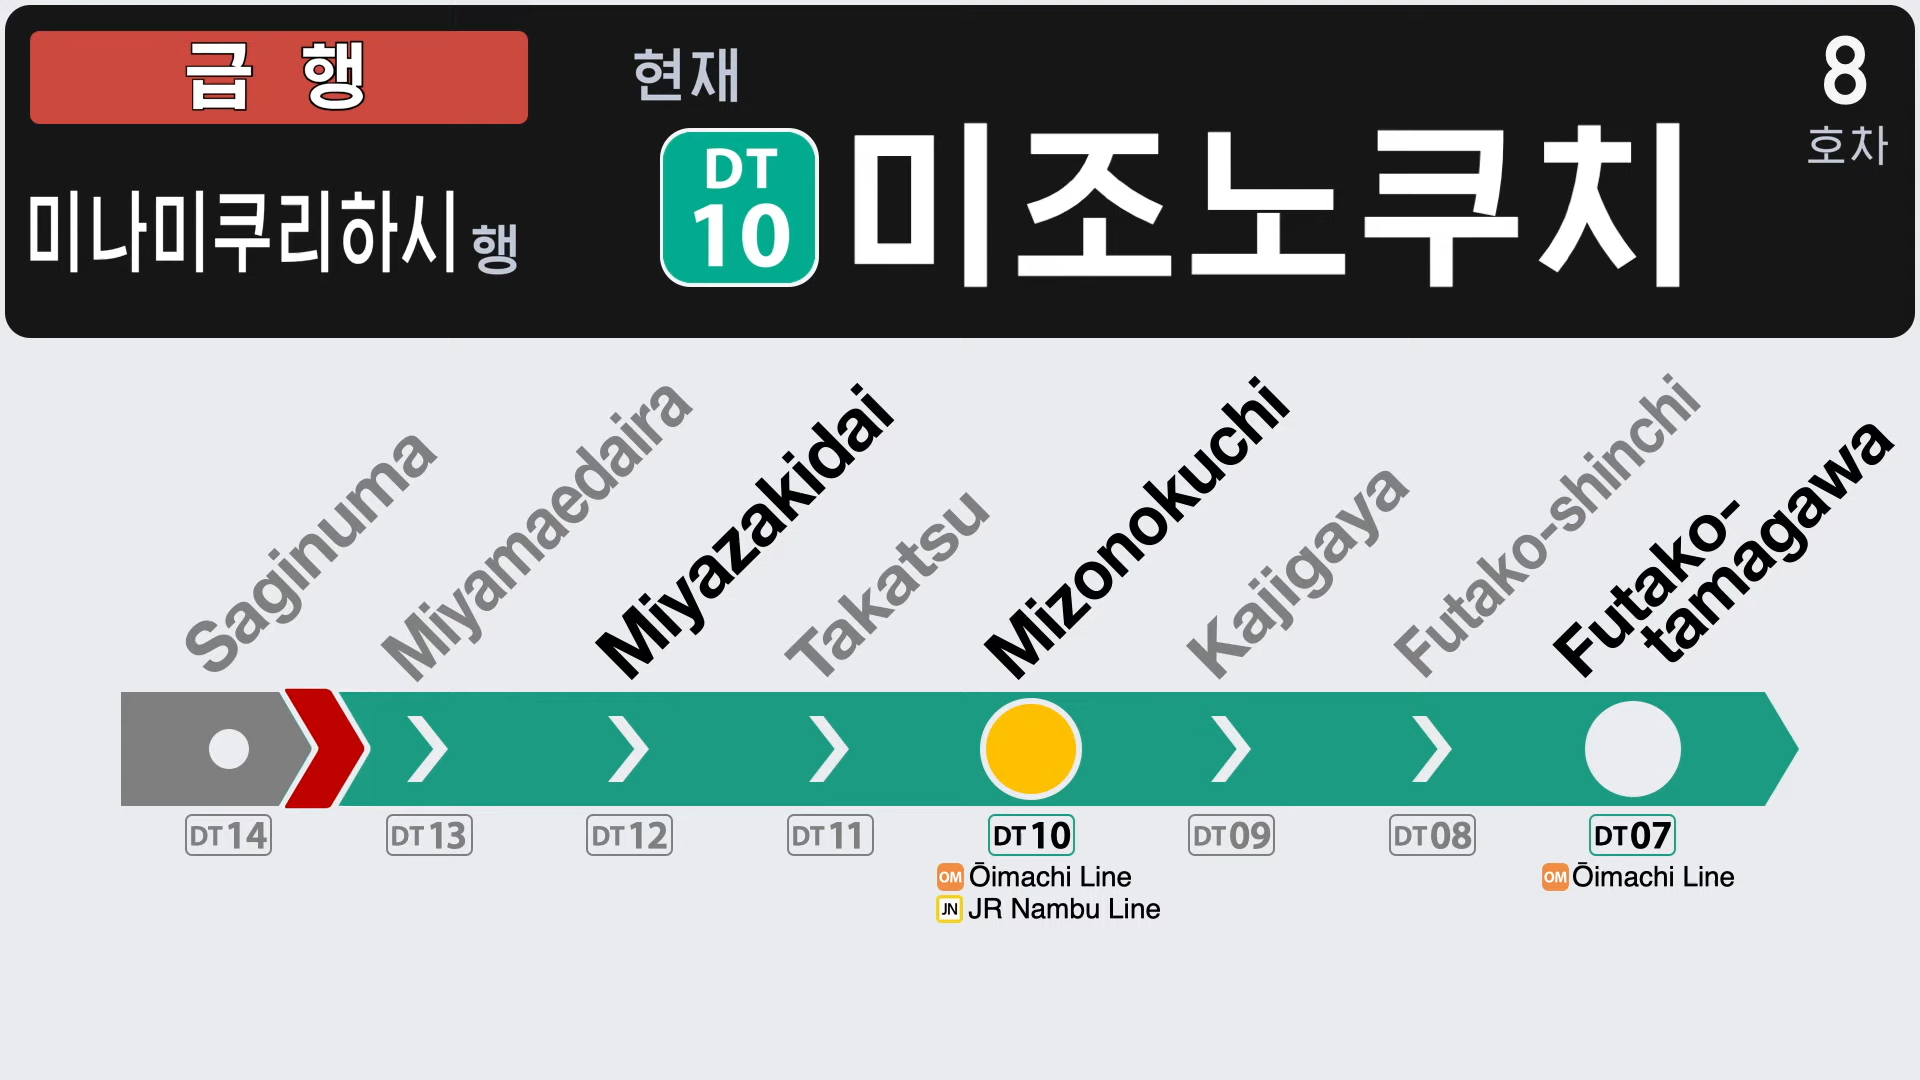 급 행
미나미쿠리하시 행
현재
DT
10
미조노쿠치
8
호차
Saginuma
Miyamaedaira
Miyazakidai
Takatsu
Mizonokuchi
Kajigaya
Futako-shinchi
Futako-
tamagawa
DT14
DT13
DT12
DT11
DT10
DT09
DT08
DT07
OM Ōimachi Line
JN JR Nambu Line
OM Ōimachi Line